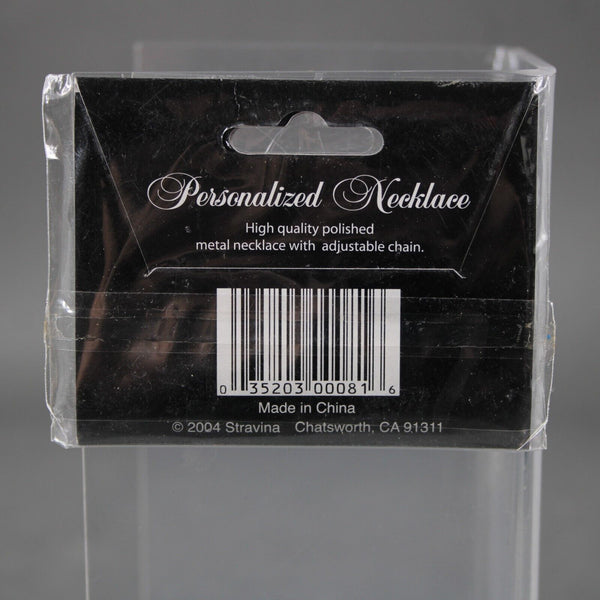 Personalized Necklace
High quality polished
metal necklace with adjustable chain.
0 35203 00081 6
Made in China
© 2004 Stravina Chatsworth, CA 91311